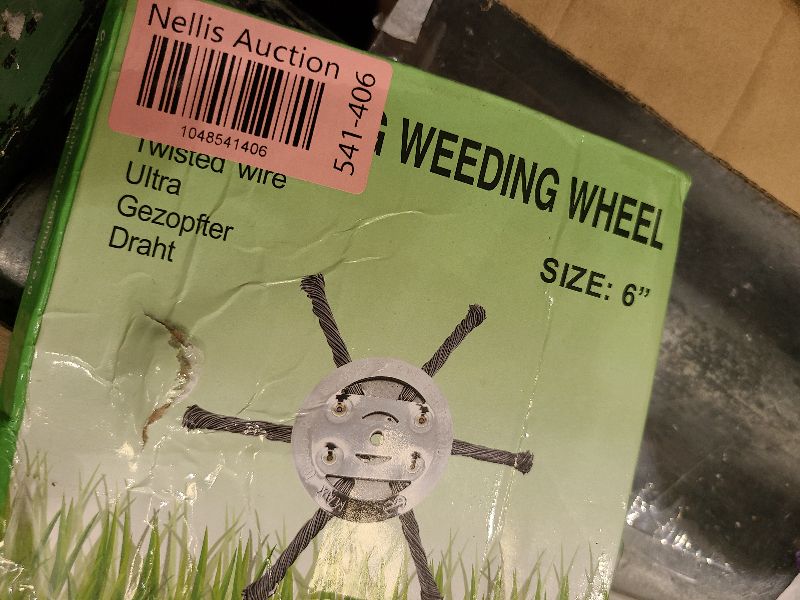 Nellis Auction
1048541406
541-406
G WEEDING WHEEL
Twisted wire
Ultra
Gezopfter
Draht
SIZE: 6”